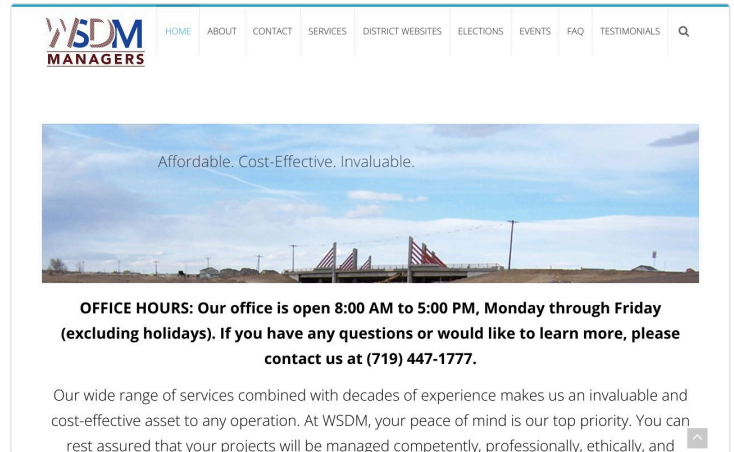 WSDM
MANAGERS
HOME ABOUT CONTACT SERVICES DISTRICT WEBSITES ELECTIONS EVENTS FAQ TESTIMONIALS
Affordable. Cost-Effective. Invaluable.
OFFICE HOURS: Our office is open 8:00 AM to 5:00 PM, Monday through Friday
(excluding holidays). If you have any questions or would like to learn more, please
contact us at (719) 447-1777.
Our wide range of services combined with decades of experience makes us an invaluable and
cost-effective asset to any operation. At WSDM, your peace of mind is our top priority. You can
rest assured that your projects will be managed competently, professionally, ethically, and